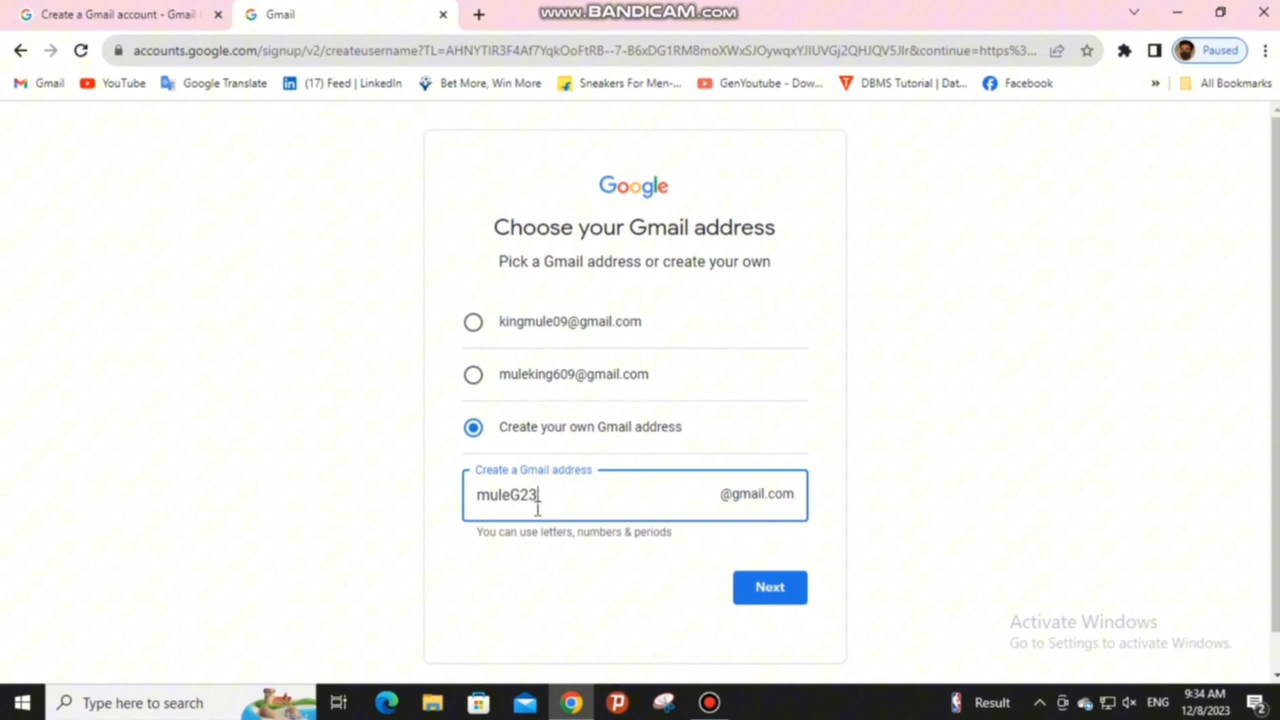 Create a Gmail account - Gmail
Gmail
www.BANDICAM.com
accounts.google.com/signup/v2/createusername?TL=AHNYTIR3F4Af7YqkOoFtRB--7-B6xDG1RM8moXWxSJOywqxYJIUVGj2QHJQV5JIr&continue=https%3...
Paused
Gmail
YouTube
Google Translate
(17) Feed | LinkedIn
Bet More, Win More
Sneakers For Men-...
GenYoutube - Dow...
DBMS Tutorial | Dat...
Facebook
»
All Bookmarks
Google
Choose your Gmail address
Pick a Gmail address or create your own
kingmule09@gmail.com
muleking609@gmail.com
Create your own Gmail address
Create a Gmail address
muleG23 @gmail.com
You can use letters, numbers & periods
Next
Activate Windows
Go to Settings to activate Windows.
Type here to search
Result
ENG
9:34 AM
12/8/2023
2